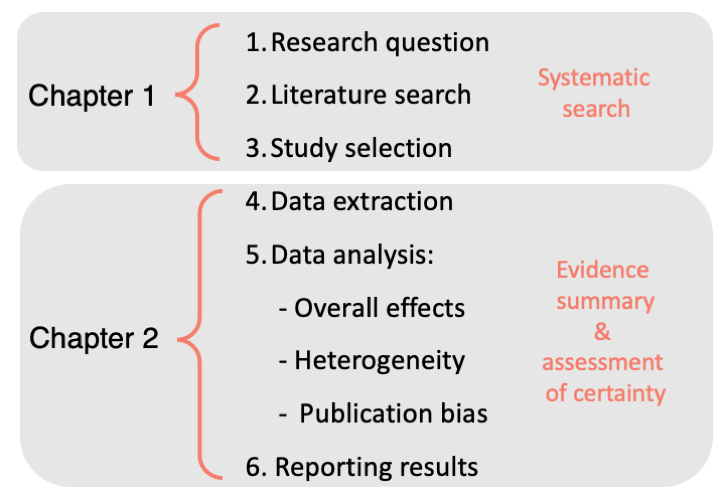 Chapter 1
1. Research question
2. Literature search
3. Study selection
Systematic
search
Chapter 2
4. Data extraction
5. Data analysis:
- Overall effects
- Heterogeneity
- Publication bias
6. Reporting results
Evidence
summary
&
assessment
of certainty